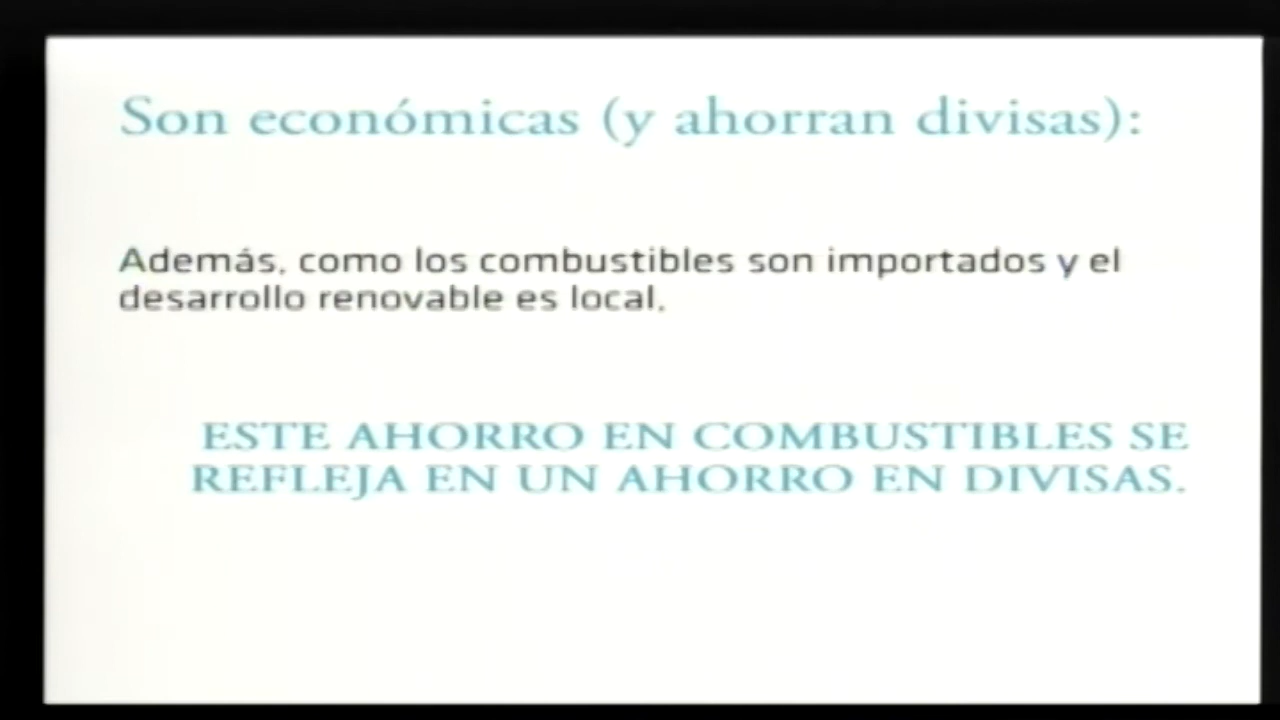 Son económicas (y ahorran divisas):
Además, como los combustibles son importados y el
desarrollo renovable es local,
ESTE AHORRO EN COMBUSTIBLES SE
REFLEJA EN UN AHORRO EN DIVISAS.